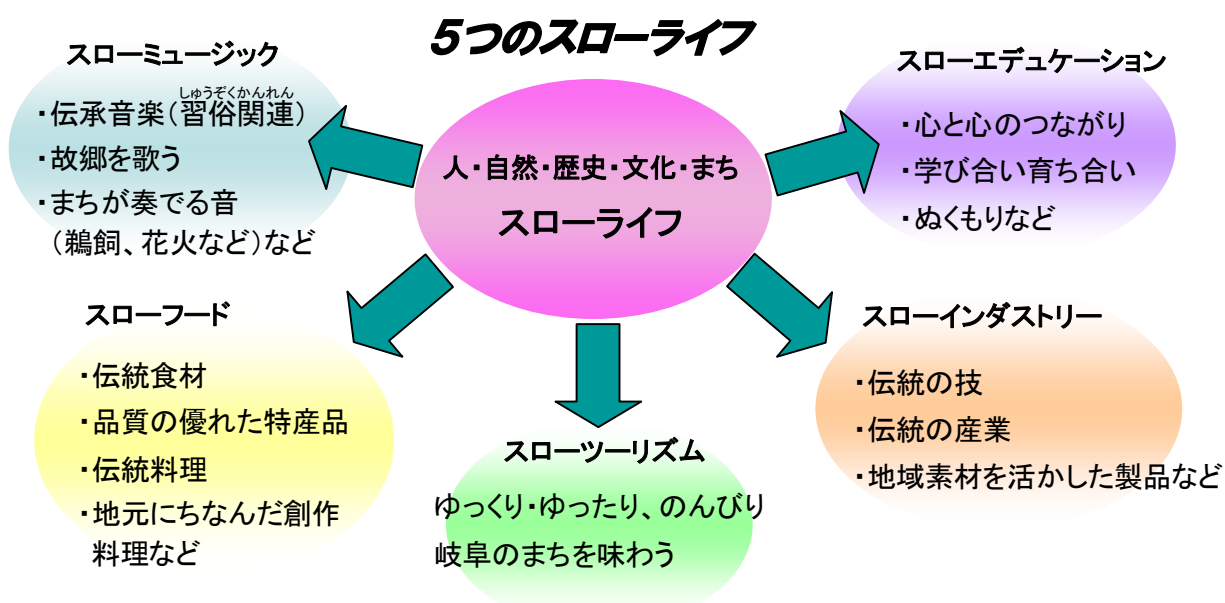 5つのスローライフ
スローミュージック
・伝承音楽(習俗関連)
しゅうぞくかんれん
・故郷を歌う
・まちが奏でる音
(鵜飼、花火など)など
人・自然・歴史・文化・まち
スローライフ
スローエデュケーション
・心と心のつながり
・学び合い育ち合い
・ぬくもりなど
スローフード
・伝統食材
・品質の優れた特産品
・伝統料理
・地元にちなんだ創作
料理など
スローツーリズム
ゆっくり・ゆったり、のんびり
岐阜のまちを味わう
スローインダストリー
・伝統の技
・伝統の産業
・地域素材を活かした製品など